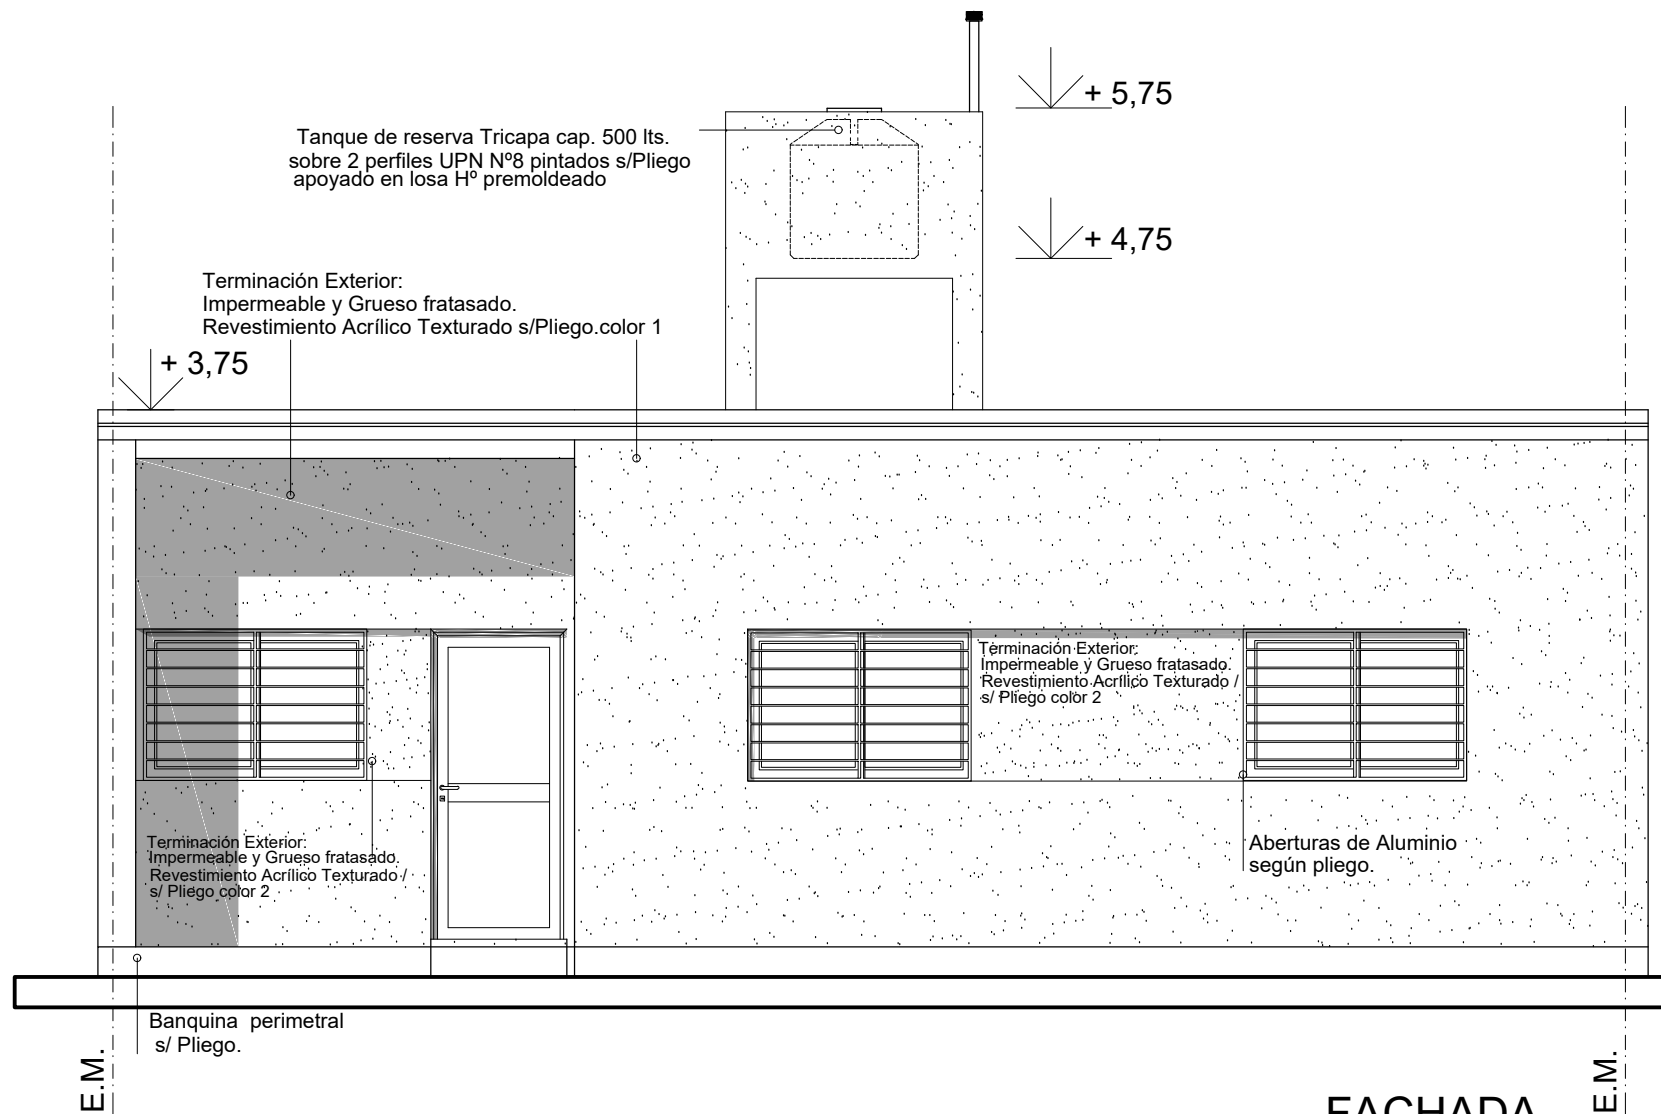 + 5,75
Tanque de reserva Tricapa cap. 500 lts.
sobre 2 perfiles UPN Nº8 pintados s/Pliego
apoyado en losa Hº premoldeado
+ 4,75
Terminación Exterior:
Impermeable y Grueso fratasado.
Revestimiento Acrílico Texturado s/Pliego.color 1
+ 3,75
Terminación Exterior:
Impermeable y Grueso fratasado.
Revestimiento Acrílico Texturado /
s/ Pliego color 2
Terminación Exterior:
Impermeable y Grueso fratasado.
Revestimiento Acrílico Texturado /
s/ Pliego color 2
Aberturas de Aluminio
según pliego.
Banquina perimetral
s/ Pliego.
E.M.
E.M.
FACHADA